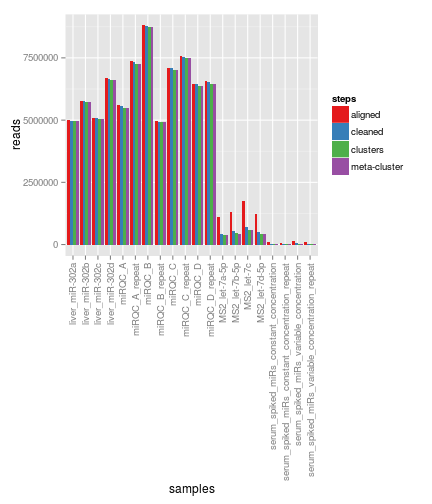 7500000
5000000
2500000
0
reads
liver_miR-302a
liver_miR-302b
liver_miR-302c
liver_miR-302d
miRQC_A
miRQC_A_repeat
miRQC_B
miRQC_B_repeat
miRQC_C
miRQC_C_repeat
miRQC_D
miRQC_D_repeat
MS2_let-7a-5p
MS2_let-7b-5p
MS2_let-7c
MS2_let-7d-5p
serum_spiked_miRs_constant_concentration
serum_spiked_miRs_constant_concentration_repeat
serum_spiked_miRs_variable_concentration
serum_spiked_miRs_variable_concentration_repeat
samples
steps
aligned
cleaned
clusters
meta-cluster